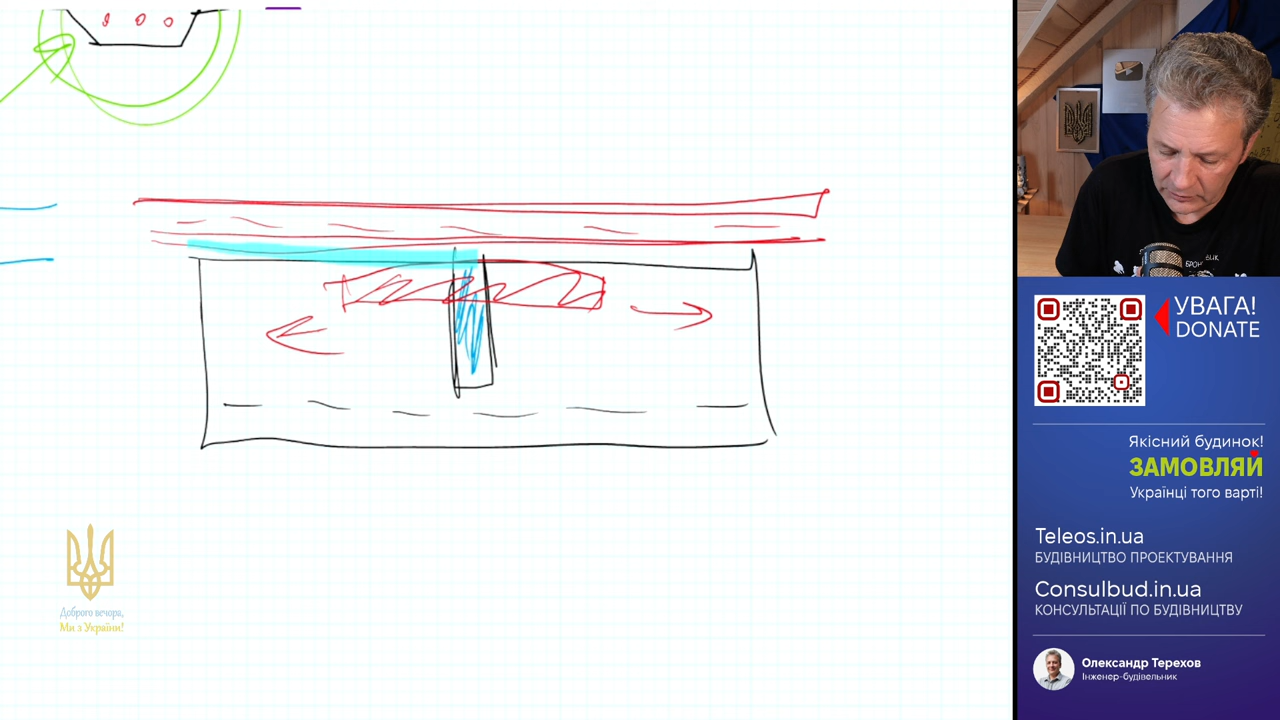 УВАГА!
DONATE
Якісний будинок!
ЗАМОВЛЯЙ
Українці того варті!
Teleos.in.ua
БУДІВНИЦТВО ПРОЕКТУВАННЯ
Consulbud.in.ua
КОНСУЛЬТАЦІЇ ПО БУДІВНИЦТВУ
Олександр Терехов
Інженер-будівельник
Доброго вечора,
Ми з України!